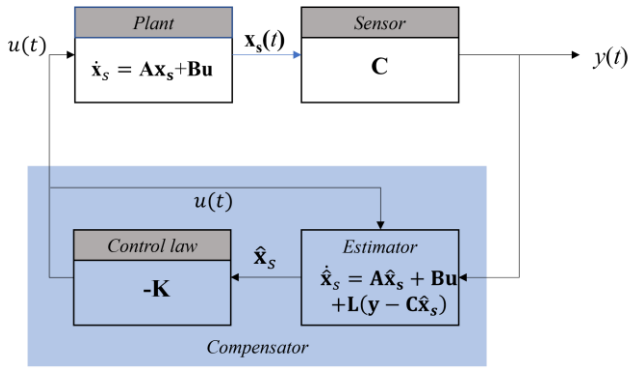 Plant
Sensor
u(t)
ẋₛ = Axₛ+Bu
xₛ(t)
C
y(t)
u(t)
Control law
-K
x̂ₛ
Estimator
x̂̇ₛ = Ax̂ₛ + Bu
+L(y − Cx̂ₛ)
Compensator